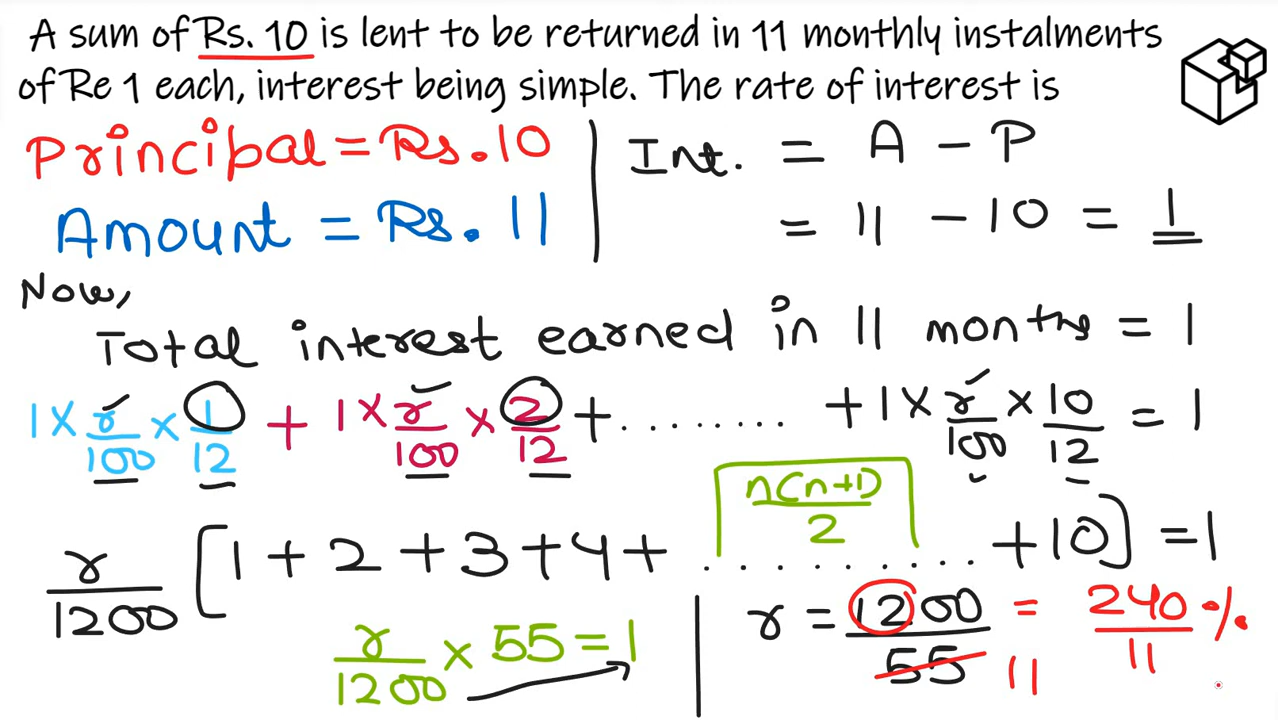 A sum of Rs. 10 is lent to be returned in 11 monthly instalments
of Re 1 each, interest being simple. The rate of interest is
Principal = Rs. 10
Amount = Rs. 11
Int. = A - P
= 11 - 10 = 1
Now,
Total interest earned in 11 months = 1
1 × r/100 × 1/12 + 1 × r/100 × 2/12 + ........ + 1 × r/100 × 10/12 = 1
n(n+1)/2
r/1200 [1 + 2 + 3 + 4 + .......... + 10] = 1
r/1200 × 55 = 1
r = 1200/55 11 = 240/11 %